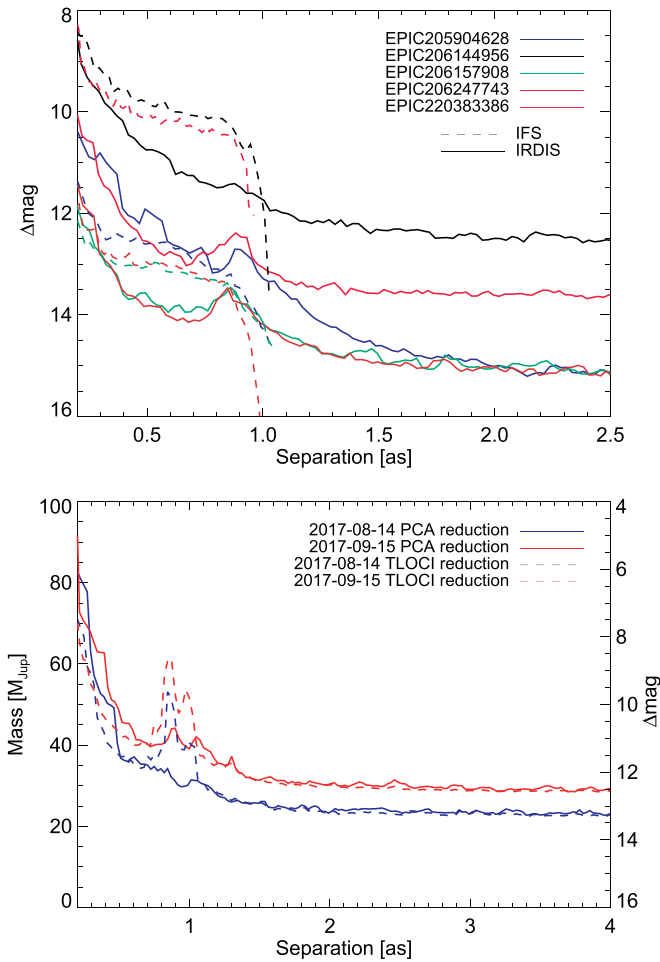 8
10
12
14
16
Δmag
EPIC205904628
EPIC206144956
EPIC206157908
EPIC206247743
EPIC220383386
IFS
IRDIS
0.5 1.0 1.5 2.0 2.5
Separation [as]
100
80
60
40
20
0
Mass [MJup]
2017-08-14 PCA reduction
2017-09-15 PCA reduction
2017-08-14 TLOCI reduction
2017-09-15 TLOCI reduction
4
6
8
10
12
14
16
Δmag
1 2 3 4
Separation [as]